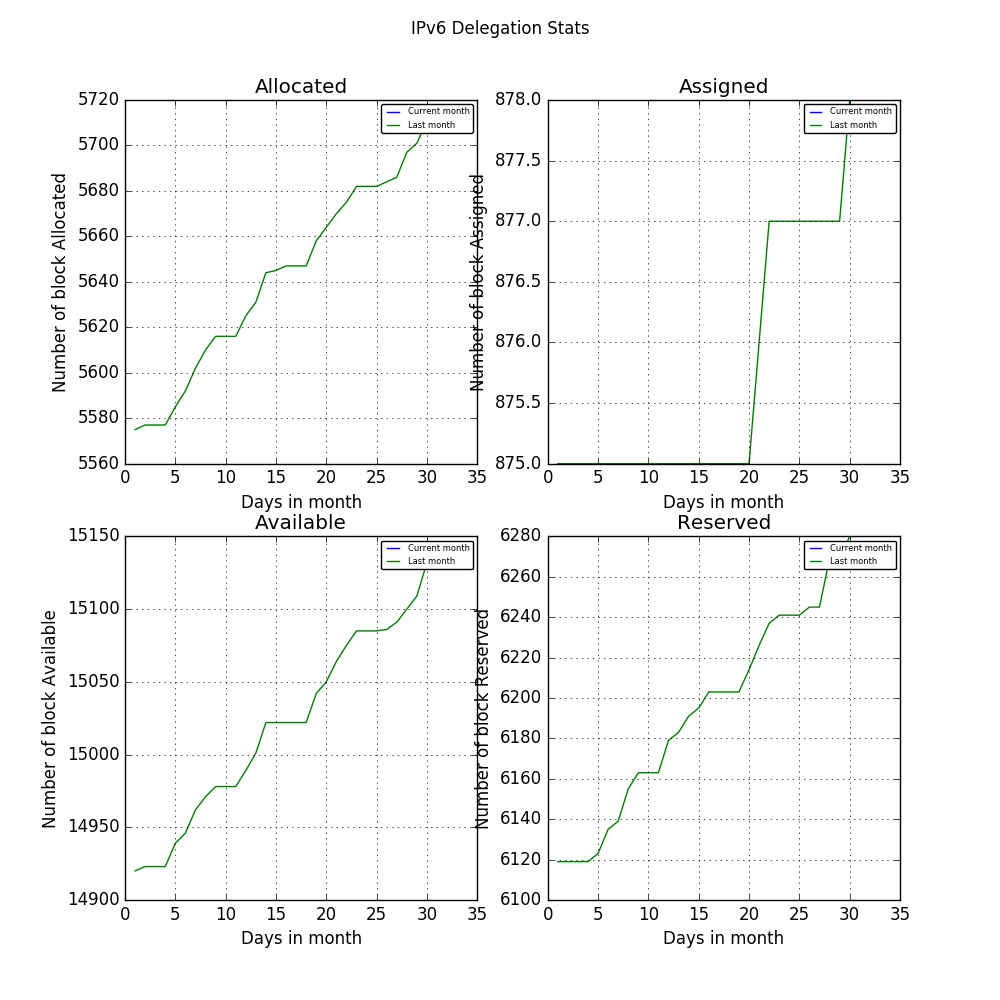 IPv6 Delegation Stats
Allocated
Number of block Allocated
5720
5700
5680
5660
5640
5620
5600
5580
5560
0 5 10 15 20 25 30 35
Days in month
Current month
Last month
Assigned
Number of block Assigned
878.0
877.5
877.0
876.5
876.0
875.5
875.0
0 5 10 15 20 25 30 35
Days in month
Current month
Last month
Available
Number of block Available
15150
15100
15050
15000
14950
14900
0 5 10 15 20 25 30 35
Days in month
Current month
Last month
Reserved
Number of block Reserved
6280
6260
6240
6220
6200
6180
6160
6140
6120
6100
0 5 10 15 20 25 30 35
Days in month
Current month
Last month